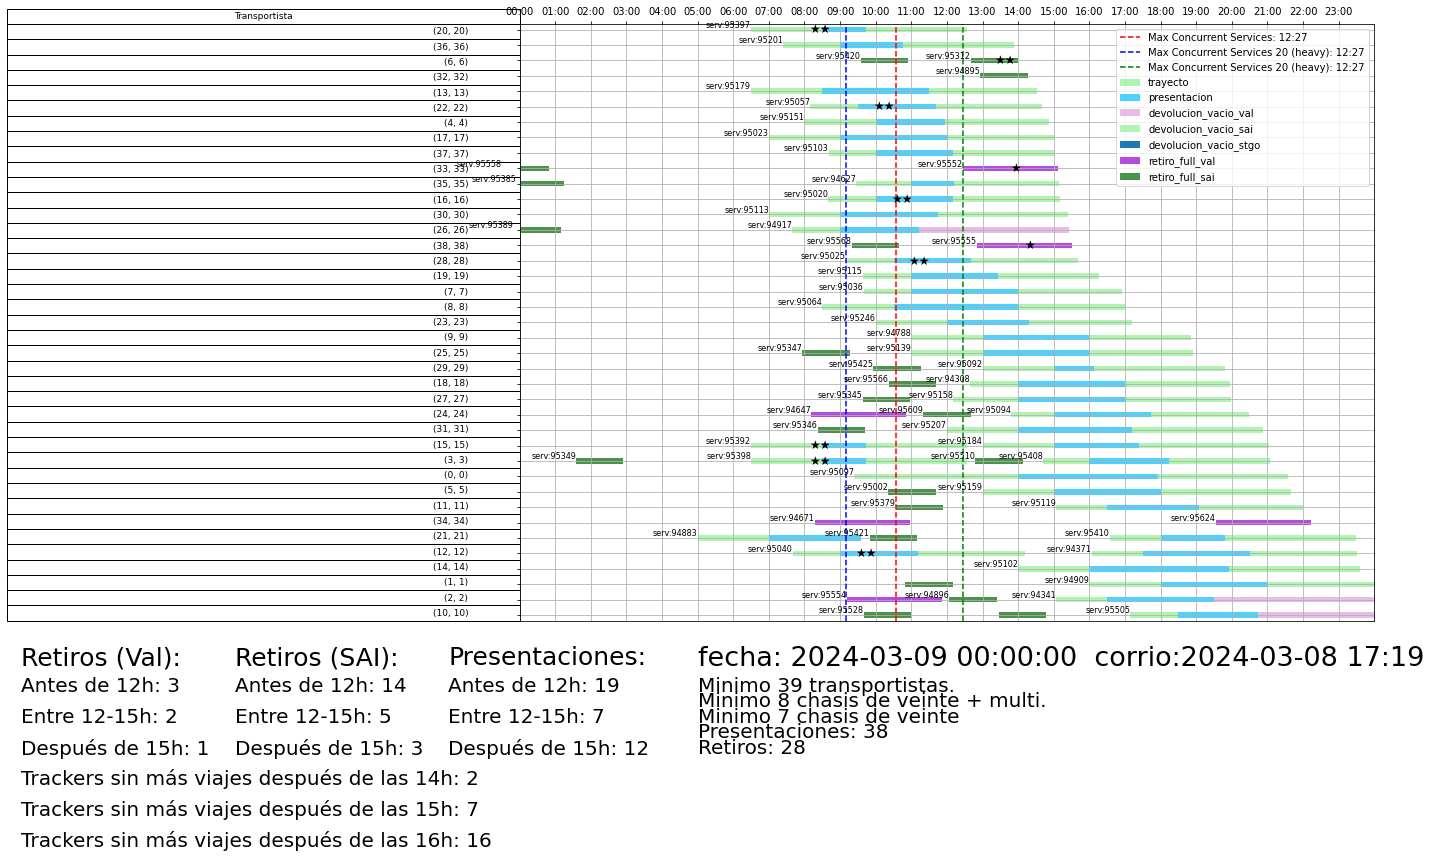 Transportista
00:00 01:00 02:00 03:00 04:00 05:00 06:00 07:00 08:00 09:00 10:00 11:00 12:00 13:00 14:00 15:00 16:00 17:00 18:00 19:00 20:00 21:00 22:00 23:00
Max Concurrent Services: 12:27
Max Concurrent Services 20 (heavy): 12:27
Max Concurrent Services 20 (heavy): 12:27
trayecto
presentacion
devolucion_vacio_val
devolucion_vacio_sai
devolucion_vacio_stgo
retiro_full_val
retiro_full_sai
(20, 20) serv:95397
(36, 36) serv:95201
(6, 6) serv:95420 serv:95312
(32, 32) serv:94895
(13, 13) serv:95179
(22, 22) serv:95057
(4, 4) serv:95151
(17, 17) serv:95023
(37, 37) serv:95103
(33, 33) serv:95558 serv:95552
(35, 35) serv:95385 serv:94627
(16, 16) serv:95020
(30, 30) serv:95113
(26, 26) serv:95389 serv:94917
(38, 38) serv:95568 serv:95555
(28, 28) serv:95025
(19, 19) serv:95115
(7, 7) serv:95036
(8, 8) serv:95064
(23, 23) serv:95246
(9, 9) serv:94788
(25, 25) serv:95347 serv:95139
(29, 29) serv:95425 serv:95092
(18, 18) serv:95566 serv:94308
(27, 27) serv:95345 serv:95158
(24, 24) serv:94647 serv:95609 serv:95094
(31, 31) serv:95346 serv:95207
(15, 15) serv:95392 serv:95184
(3, 3) serv:95349 serv:95398 serv:95510 serv:95408
(0, 0) serv:95097
(5, 5) serv:95002 serv:95159
(11, 11) serv:95379 serv:95119
(34, 34) serv:94671 serv:95624
(21, 21) serv:94883 serv:95421 serv:95410
(12, 12) serv:95040 serv:94371
(14, 14) serv:95102
(1, 1) serv:94909
(2, 2) serv:95554 serv:94896 serv:94341
(10, 10) serv:95528 serv:95505
Retiros (Val):
Antes de 12h: 3
Entre 12-15h: 2
Después de 15h: 1
Retiros (SAI):
Antes de 12h: 14
Entre 12-15h: 5
Después de 15h: 3
Presentaciones:
Antes de 12h: 19
Entre 12-15h: 7
Después de 15h: 12
fecha: 2024-03-09 00:00:00 corrio:2024-03-08 17:19
Minimo 39 transportistas.
Minimo 8 chasis de veinte + multi.
Minimo 7 chasis de veinte
Presentaciones: 38
Retiros: 28
Trackers sin más viajes después de las 14h: 2
Trackers sin más viajes después de las 15h: 7
Trackers sin más viajes después de las 16h: 16